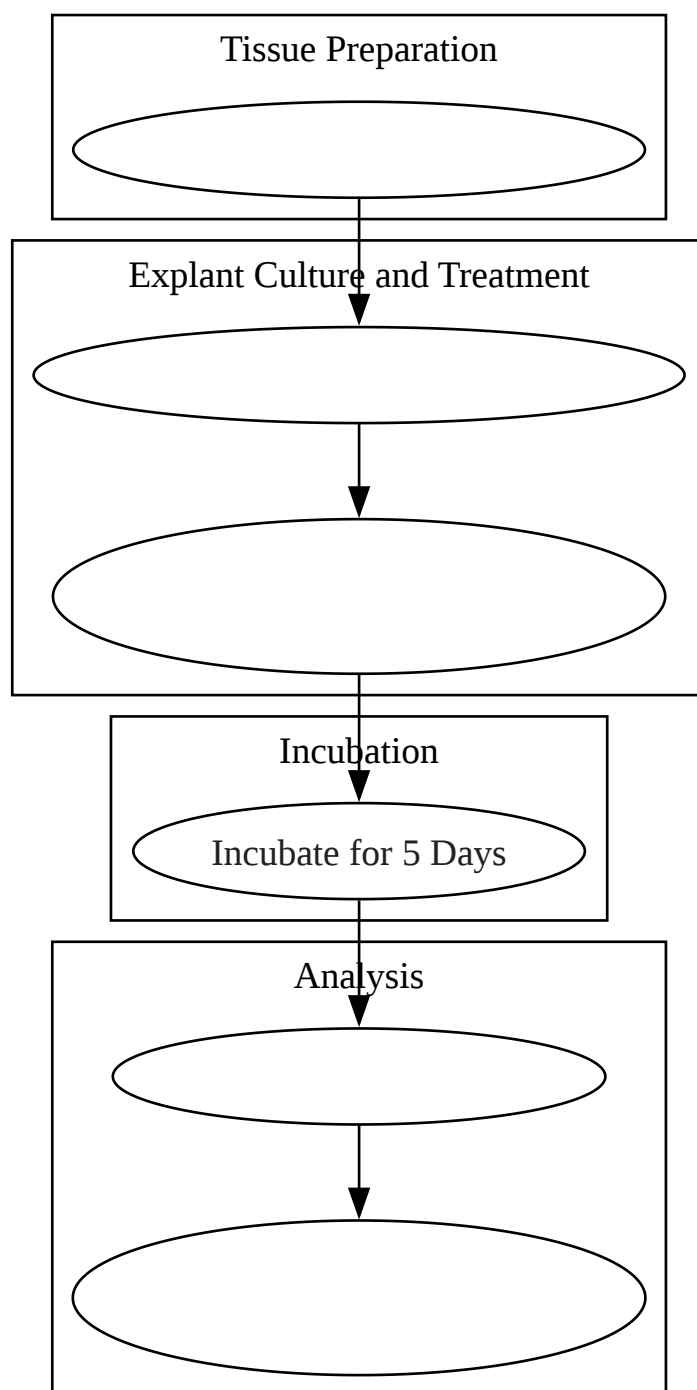 Tissue Preparation
Explant Culture and Treatment
Incubation
Incubate for 5 Days
Analysis